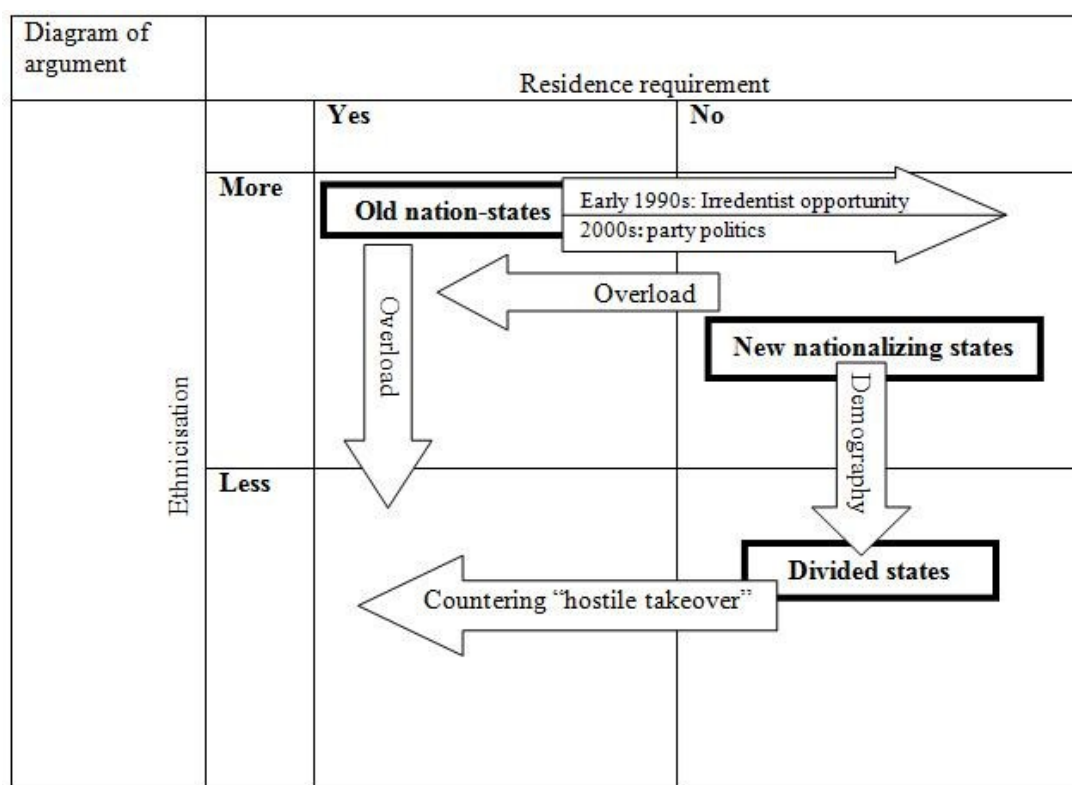 Diagram of
argument
Residence requirement
Yes
No
More
Old nation-states
Early 1990s: Irredentist opportunity
2000s: party politics
Overload
Overload
New nationalizing states
Demography
Ethnicisation
Less
Divided states
Countering “hostile takeover”